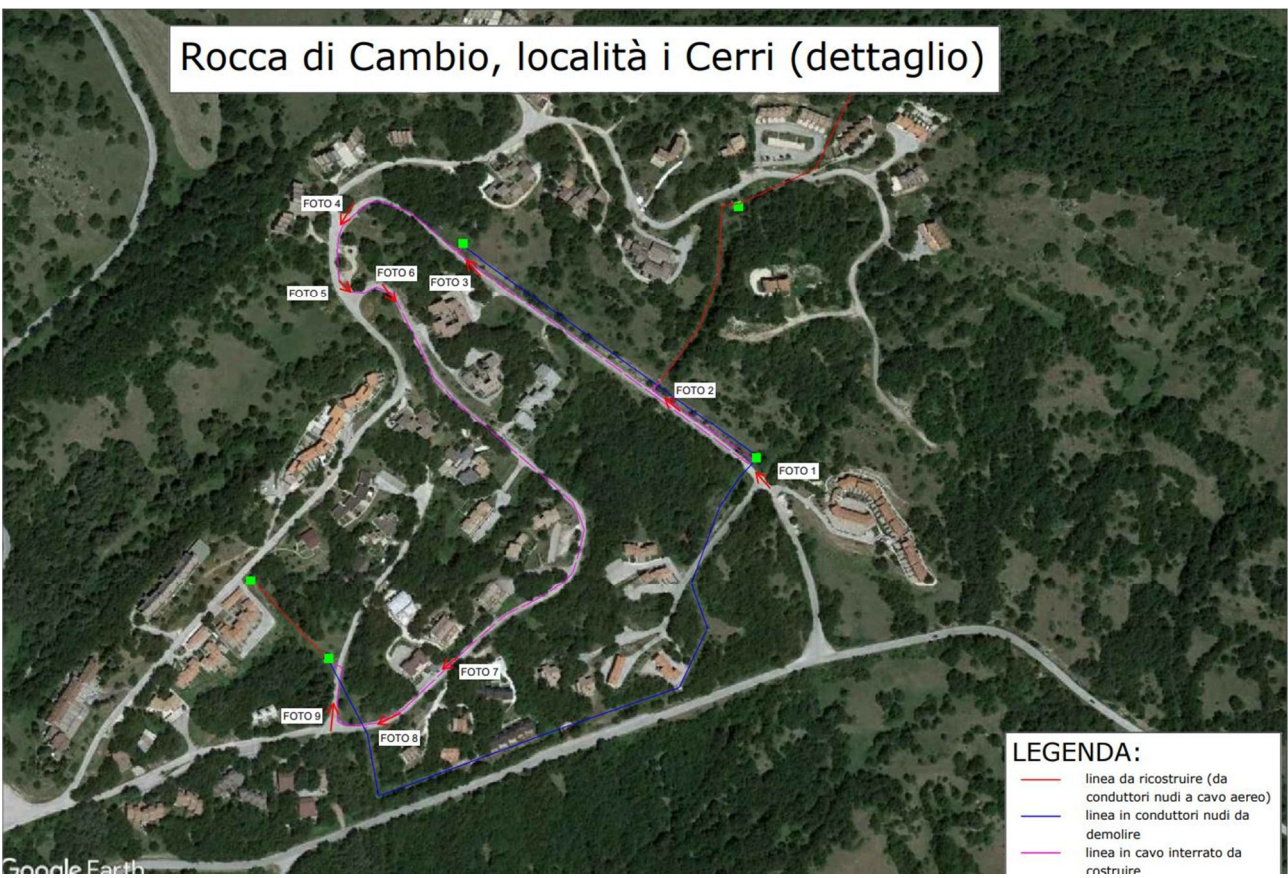 Rocca di Cambio, località i Cerri (dettaglio)
FOTO 4
FOTO 6
FOTO 3
FOTO 5
FOTO 2
FOTO 1
FOTO 7
FOTO 9
FOTO 8
LEGENDA:
linea da ricostruire (da
conduttori nudi a cavo aereo)
linea in conduttori nudi da
demolire
linea in cavo interrato da
costruire
Google Earth